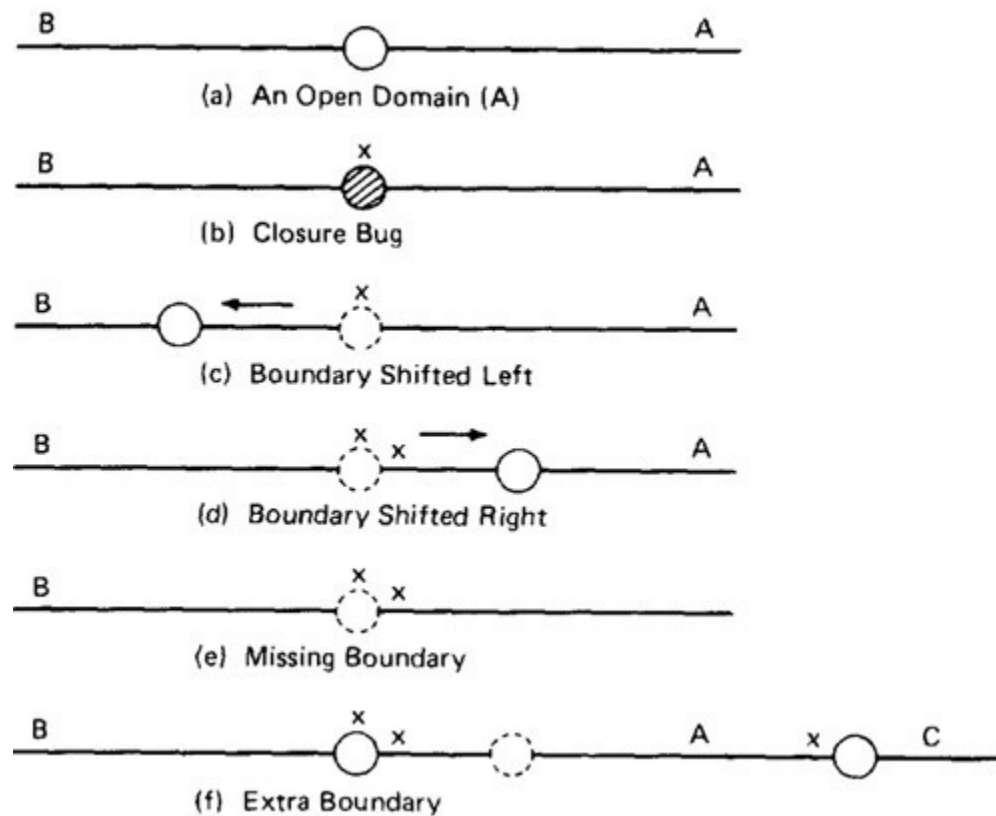 B A
(a) An Open Domain (A)
x
B A
(b) Closure Bug
x
B A
(c) Boundary Shifted Left
x
B x A
(d) Boundary Shifted Right
x
B x
(e) Missing Boundary
x
B x A x C
(f) Extra Boundary